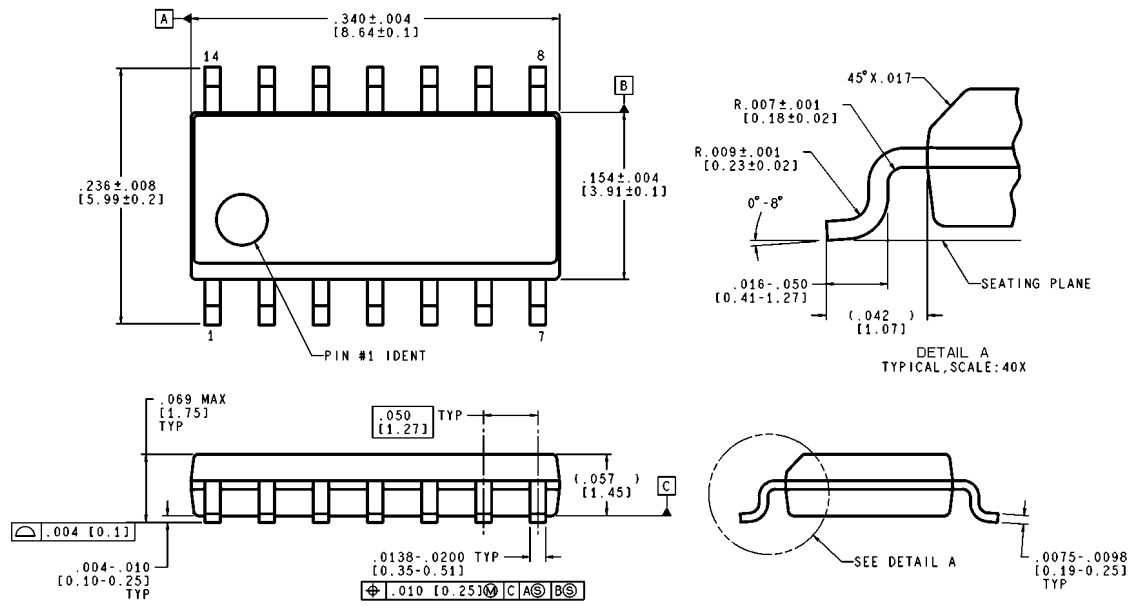 A
.340±.004
[8.64±0.1]
14
8
B
.236±.008
[5.99±0.2]
.154±.004
[3.91±0.1]
1
7
PIN #1 IDENT
45°X.017
R.007±.001
[0.18±0.02]
R.009±.001
[0.23±0.02]
0°-8°
SEATING PLANE
.016-.050
[0.41-1.27]
(.042 )
[1.07]
DETAIL A
TYPICAL,SCALE:40X
.069 MAX
[1.75]
TYP
.050 TYP
[1.27]
(.057 )
[1.45]
C
.004 [0.1]
.004-.010
[0.10-0.25]
TYP
.0138-.0200 TYP
[0.35-0.51]
⌖ .010 [0.25]Ⓜ C AⓈ BⓈ
SEE DETAIL A
.0075-.0098
[0.19-0.25]
TYP